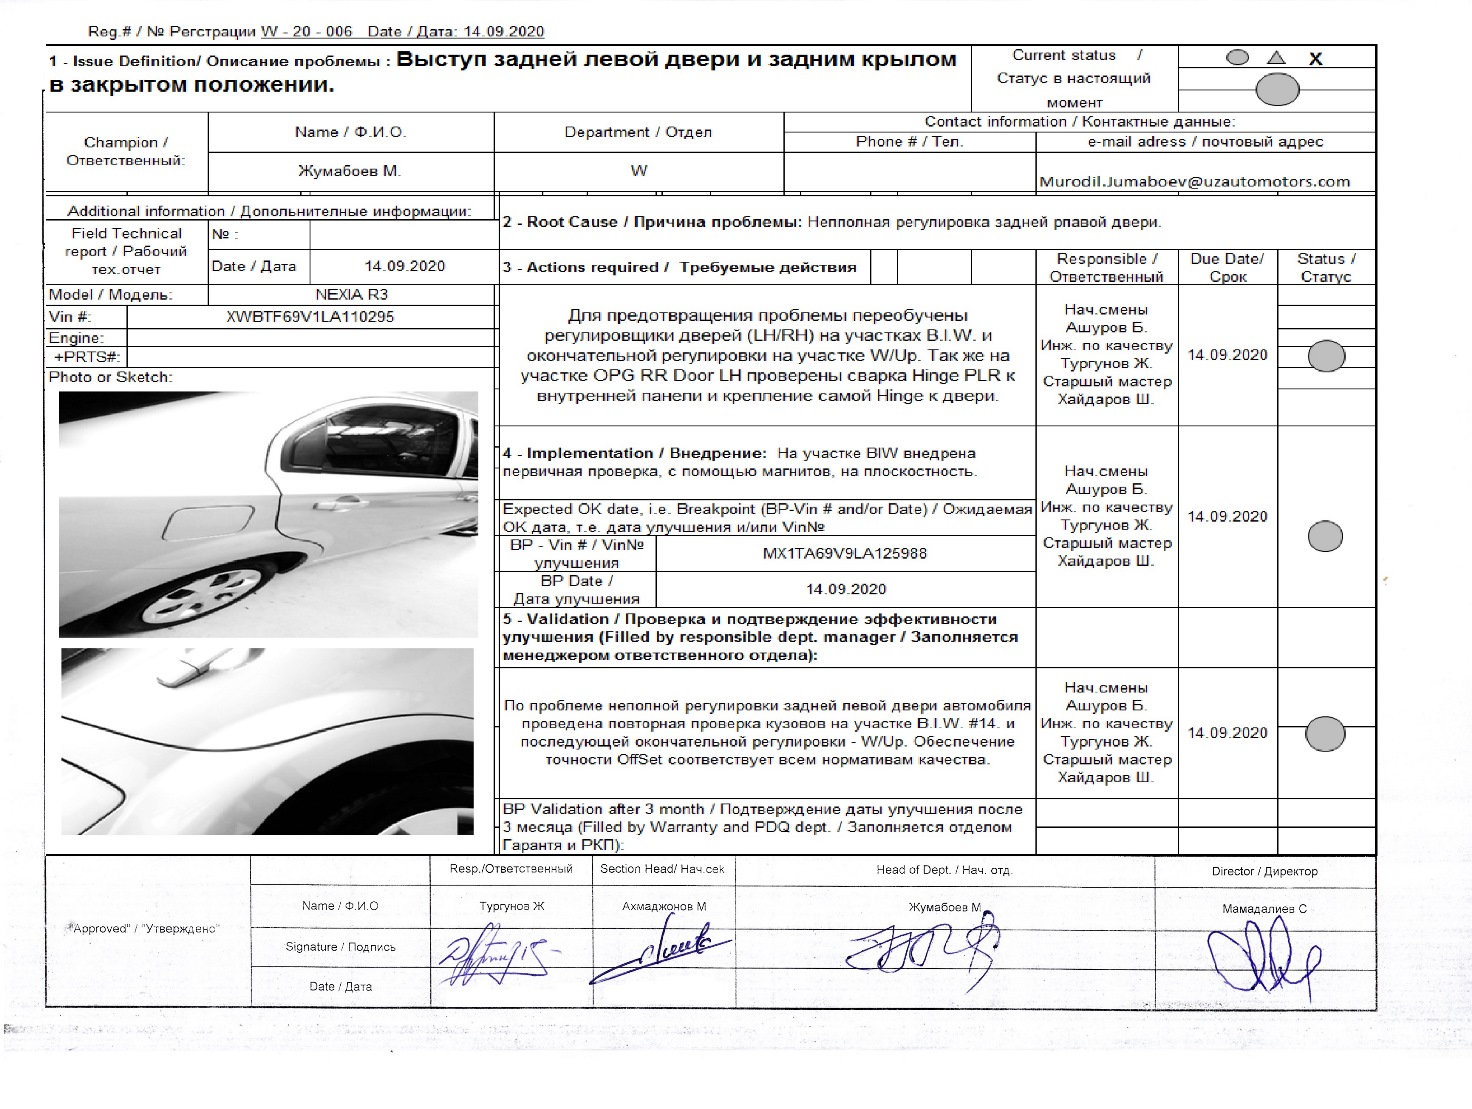 Reg.# / № Регстрации W - 20 - 006 Date / Дата: 14.09.2020
1 - Issue Definition/ Описание проблемы : Выступ задней левой двери и задним крылом
в закрытом положении.
Current status /
Статус в настоящий
момент
X
Champion /
Ответственный:
Name / Ф.И.О.
Department / Отдел
Contact information / Контактные данные:
Phone # / Тел.
e-mail adress / почтовый адрес
Жумабоев М.
W
Murodil.Jumaboev@uzautomotors.com
Additional information / Допольнителные информации:
Field Technical
report / Рабочий
тех.отчет
№ :
Date / Дата
14.09.2020
Model / Модель:
NEXIA R3
Vin #:
XWBTF69V1LA110295
Engine:
+PRTS#:
Photo or Sketch:
2 - Root Cause / Причина проблемы: Непполная регулировка задней рпавой двери.
3 - Actions required / Требуемые действия
Responsible /
Ответственный
Due Date/
Срок
Status /
Статус
Для предотвращения проблемы переобучены
регулировщики дверей (LH/RH) на участках B.I.W. и
окончательной регулировки на участке W/Up. Так же на
участке OPG RR Door LH проверены сварка Hinge PLR к
внутренней панели и крепление самой Hinge к двери.
Нач.смены
Ашуров Б.
Инж. по качеству
Тургунов Ж.
Старшый мастер
Хайдаров Ш.
14.09.2020
4 - Implementation / Внедрение: На участке BIW внедрена
первичная проверка, с помощью магнитов, на плоскостность.
Expected OK date, i.e. Breakpoint (BP-Vin # and/or Date) / Ожидаемая
ОК дата, т.е. дата улучшения и/или Vin№
BP - Vin # / Vin№
улучшения
MX1TA69V9LA125988
BP Date /
Дата улучшения
14.09.2020
Нач.смены
Ашуров Б.
Инж. по качеству
Тургунов Ж.
Старшый мастер
Хайдаров Ш.
14.09.2020
5 - Validation / Проверка и подтверждение эффективности
улучшения (Filled by responsible dept. manager / Заполняется
менеджером ответственного отдела):
По проблеме неполной регулировки задней левой двери автомобиля
проведена повторная проверка кузовов на участке B.I.W. #14. и
последующей окончательной регулировки - W/Up. Обеспечение
точности OffSet соответствует всем нормативам качества.
Нач.смены
Ашуров Б.
Инж. по качеству
Тургунов Ж.
Старшый мастер
Хайдаров Ш.
14.09.2020
BP Validation after 3 month / Подтверждение даты улучшения после
3 месяца (Filled by Warranty and PDQ dept. / Заполняется отделом
Гарантя и РКП):
"Approved" / "Утверждено"
Resp./Ответственный
Section Head/ Нач.сек
Head of Dept. / Нач. отд.
Director / Директор
Name / Ф.И.О
Тургунов Ж
Ахмаджонов М
Жумабоев М
Мамадалиев С
Signature / Подпись
Date / Дата